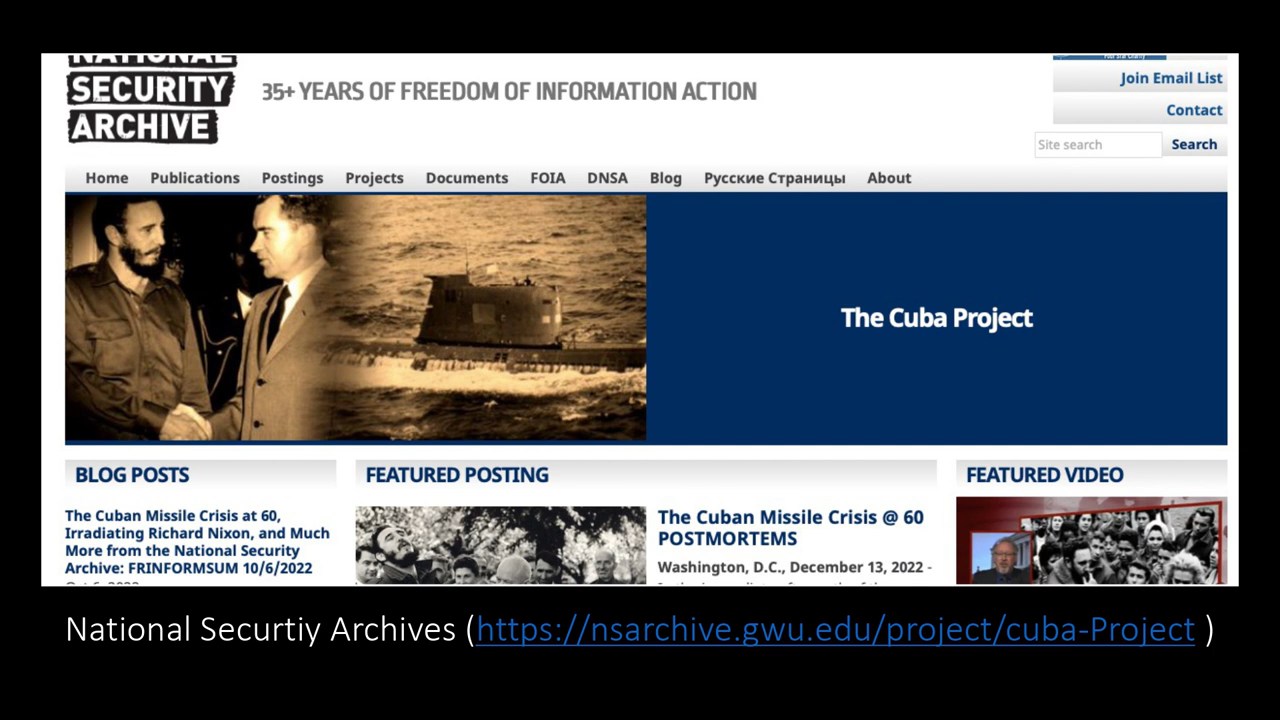 NATIONAL
SECURITY
ARCHIVE
35+ YEARS OF FREEDOM OF INFORMATION ACTION
Join Email List
Contact
Site search
Search
Home Publications Postings Projects Documents FOIA DNSA Blog Русские Страницы About
The Cuba Project
BLOG POSTS
The Cuban Missile Crisis at 60,
Irradiating Richard Nixon, and Much
More from the National Security
Archive: FRINFORMSUM 10/6/2022
FEATURED POSTING
The Cuban Missile Crisis @ 60
POSTMORTEMS
Washington, D.C., December 13, 2022 -
FEATURED VIDEO
National Securtiy Archives (https://nsarchive.gwu.edu/project/cuba-Project )